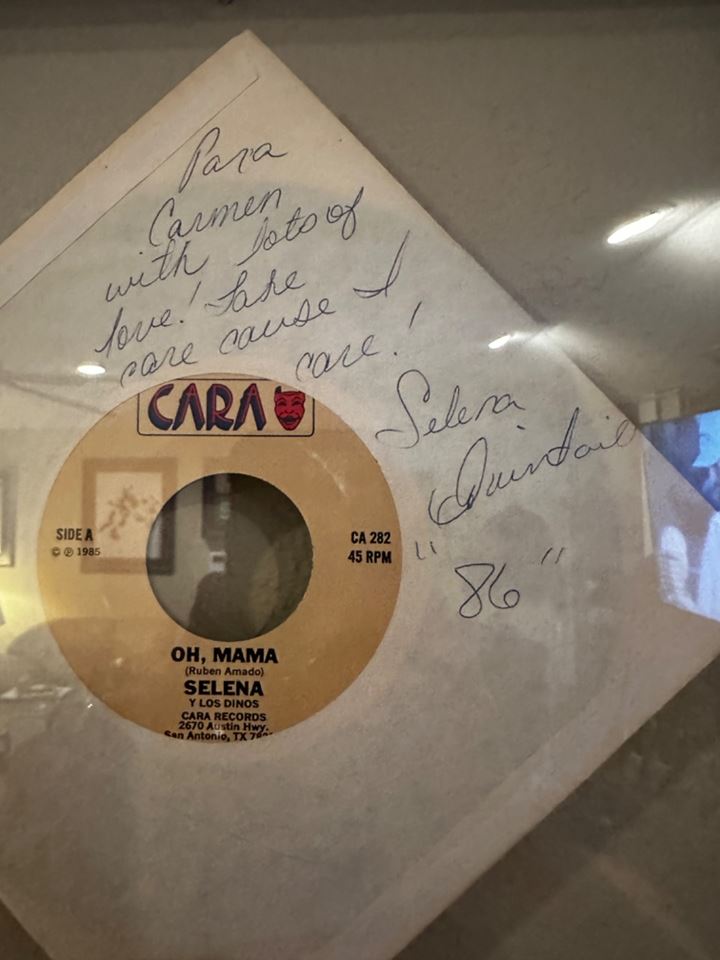 Para
Carmen
with lots of
love! Take
care cause I
care!
Selena
Quintail
"86"
CARA
SIDE A
© ℗ 1985
CA 282
45 RPM
OH, MAMA
(Ruben Amado)
SELENA
Y LOS DINOS
CARA RECORDS
2670 Austin Hwy.
San Antonio, TX